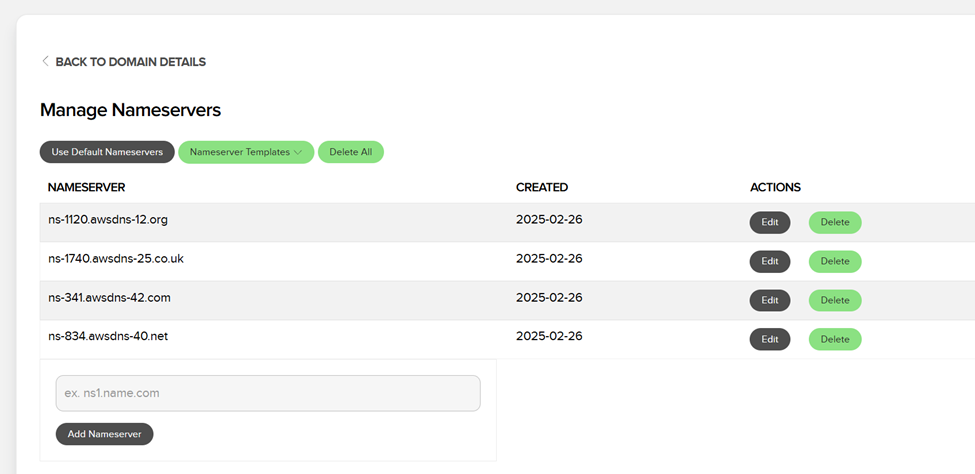 BACK TO DOMAIN DETAILS
Manage Nameservers
Use Default Nameservers Nameserver Templates Delete All
NAMESERVER CREATED ACTIONS
ns-1120.awsdns-12.org 2025-02-26 Edit Delete
ns-1740.awsdns-25.co.uk 2025-02-26 Edit Delete
ns-341.awsdns-42.com 2025-02-26 Edit Delete
ns-834.awsdns-40.net 2025-02-26 Edit Delete
ex. ns1.name.com
Add Nameserver